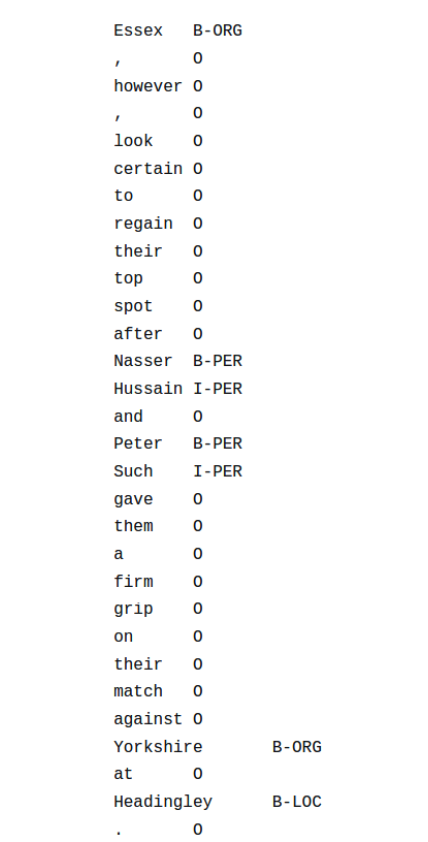 Essex B-ORG
, O
however O
, O
look O
certain O
to O
regain O
their O
top O
spot O
after O
Nasser B-PER
Hussain I-PER
and O
Peter B-PER
Such I-PER
gave O
them O
a O
firm O
grip O
on O
their O
match O
against O
Yorkshire B-ORG
at O
Headingley B-LOC
. O